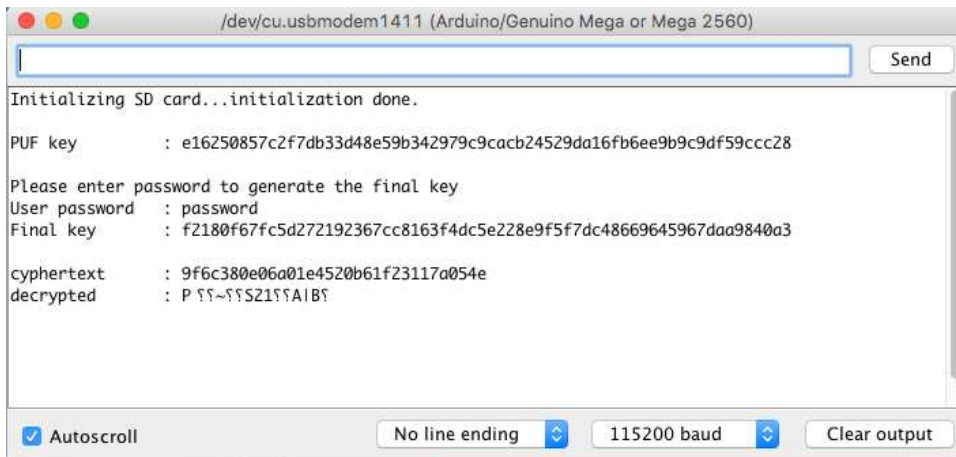 /dev/cu.usbmodem1411 (Arduino/Genuino Mega or Mega 2560)
Send
Initializing SD card...initialization done.
PUF key : e16250857c2f7db33d48e59b342979c9cacb24529da16fb6ee9b9c9df59ccc28
Please enter password to generate the final key
User password : password
Final key : f2180f67fc5d272192367cc8163f4dc5e228e9f5f7dc48669645967daa9840a3
cyphertext : 9f6c380e06a01e4520b61f23117a054e
decrypted : P ⸮⸮~⸮⸮SZ1⸮⸮A|B⸮
Autoscroll No line ending 115200 baud Clear output